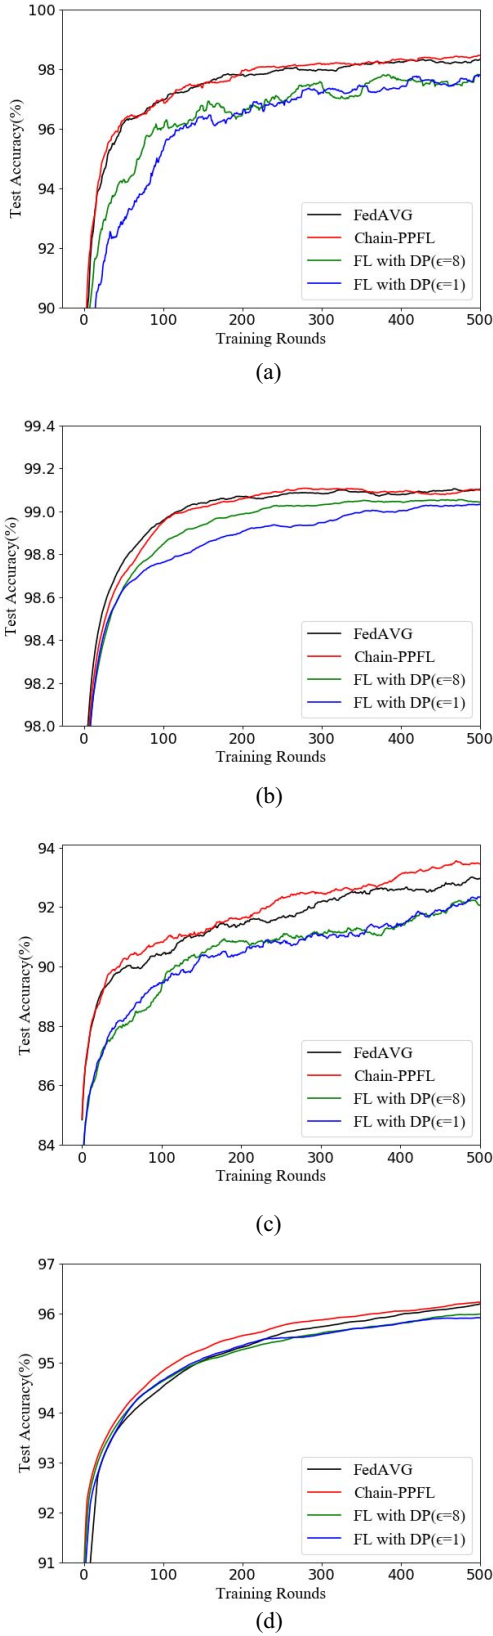 100
98
96
94
92
90
Test Accuracy(%)
FedAVG
Chain-PPFL
FL with DP(ϵ=8)
FL with DP(ϵ=1)
0 100 200 300 400 500
Training Rounds
(a)
99.4
99.2
99.0
98.8
98.6
98.4
98.2
98.0
Test Accuracy(%)
FedAVG
Chain-PPFL
FL with DP(ϵ=8)
FL with DP(ϵ=1)
0 100 200 300 400 500
Training Rounds
(b)
94
92
90
88
86
84
Test Accuracy(%)
FedAVG
Chain-PPFL
FL with DP(ϵ=8)
FL with DP(ϵ=1)
0 100 200 300 400 500
Training Rounds
(c)
97
96
95
94
93
92
91
Test Accuracy(%)
FedAVG
Chain-PPFL
FL with DP(ϵ=8)
FL with DP(ϵ=1)
0 100 200 300 400 500
Training Rounds
(d)